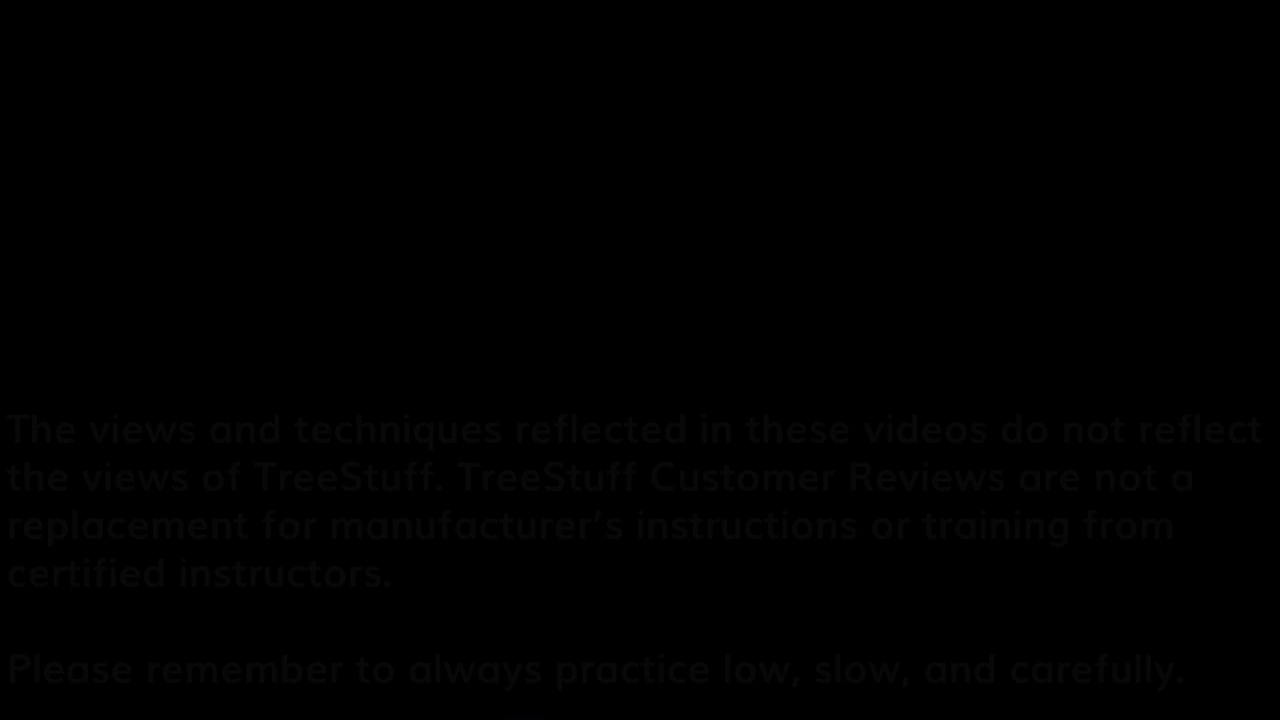 The views and techniques reflected in these videos do not reflect
the views of TreeStuff. TreeStuff Customer Reviews are not a
replacement for manufacturer's instructions or training from
certified instructors.
Please remember to always practice low, slow, and carefully.